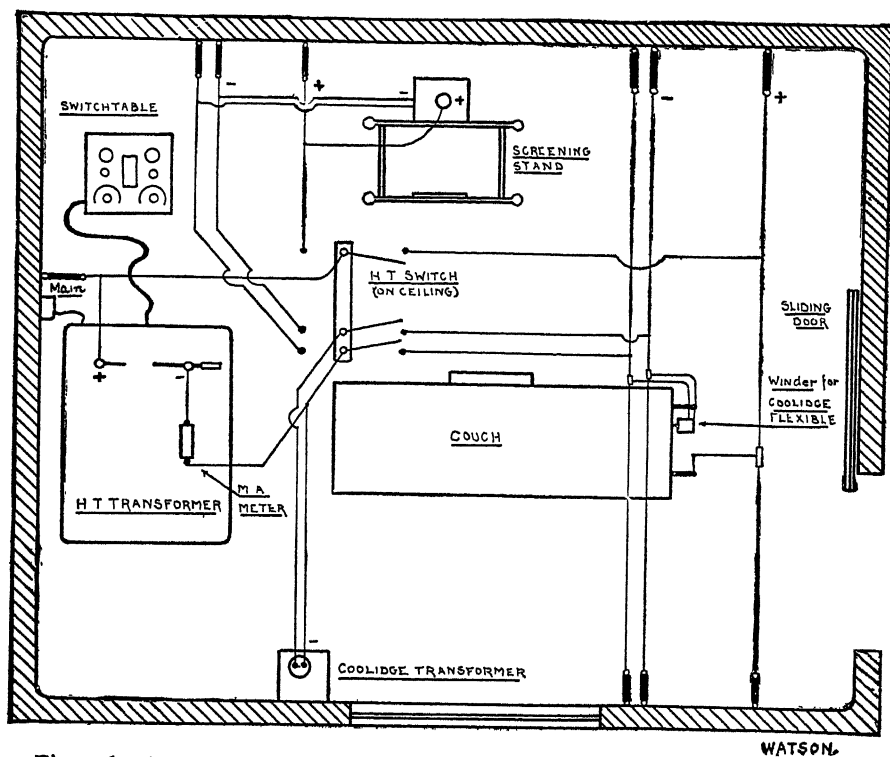 SWITCHTABLE
-
+
-
+
-
+
SCREENING
STAND
H T SWITCH
(ON CEILING)
Main
SLIDING
DOOR
+
-
Winder for
COOLIDGE
FLEXIBLE
COUCH
H T TRANSFORMER
M A
METER
-
COOLIDGE TRANSFORMER
WATSON